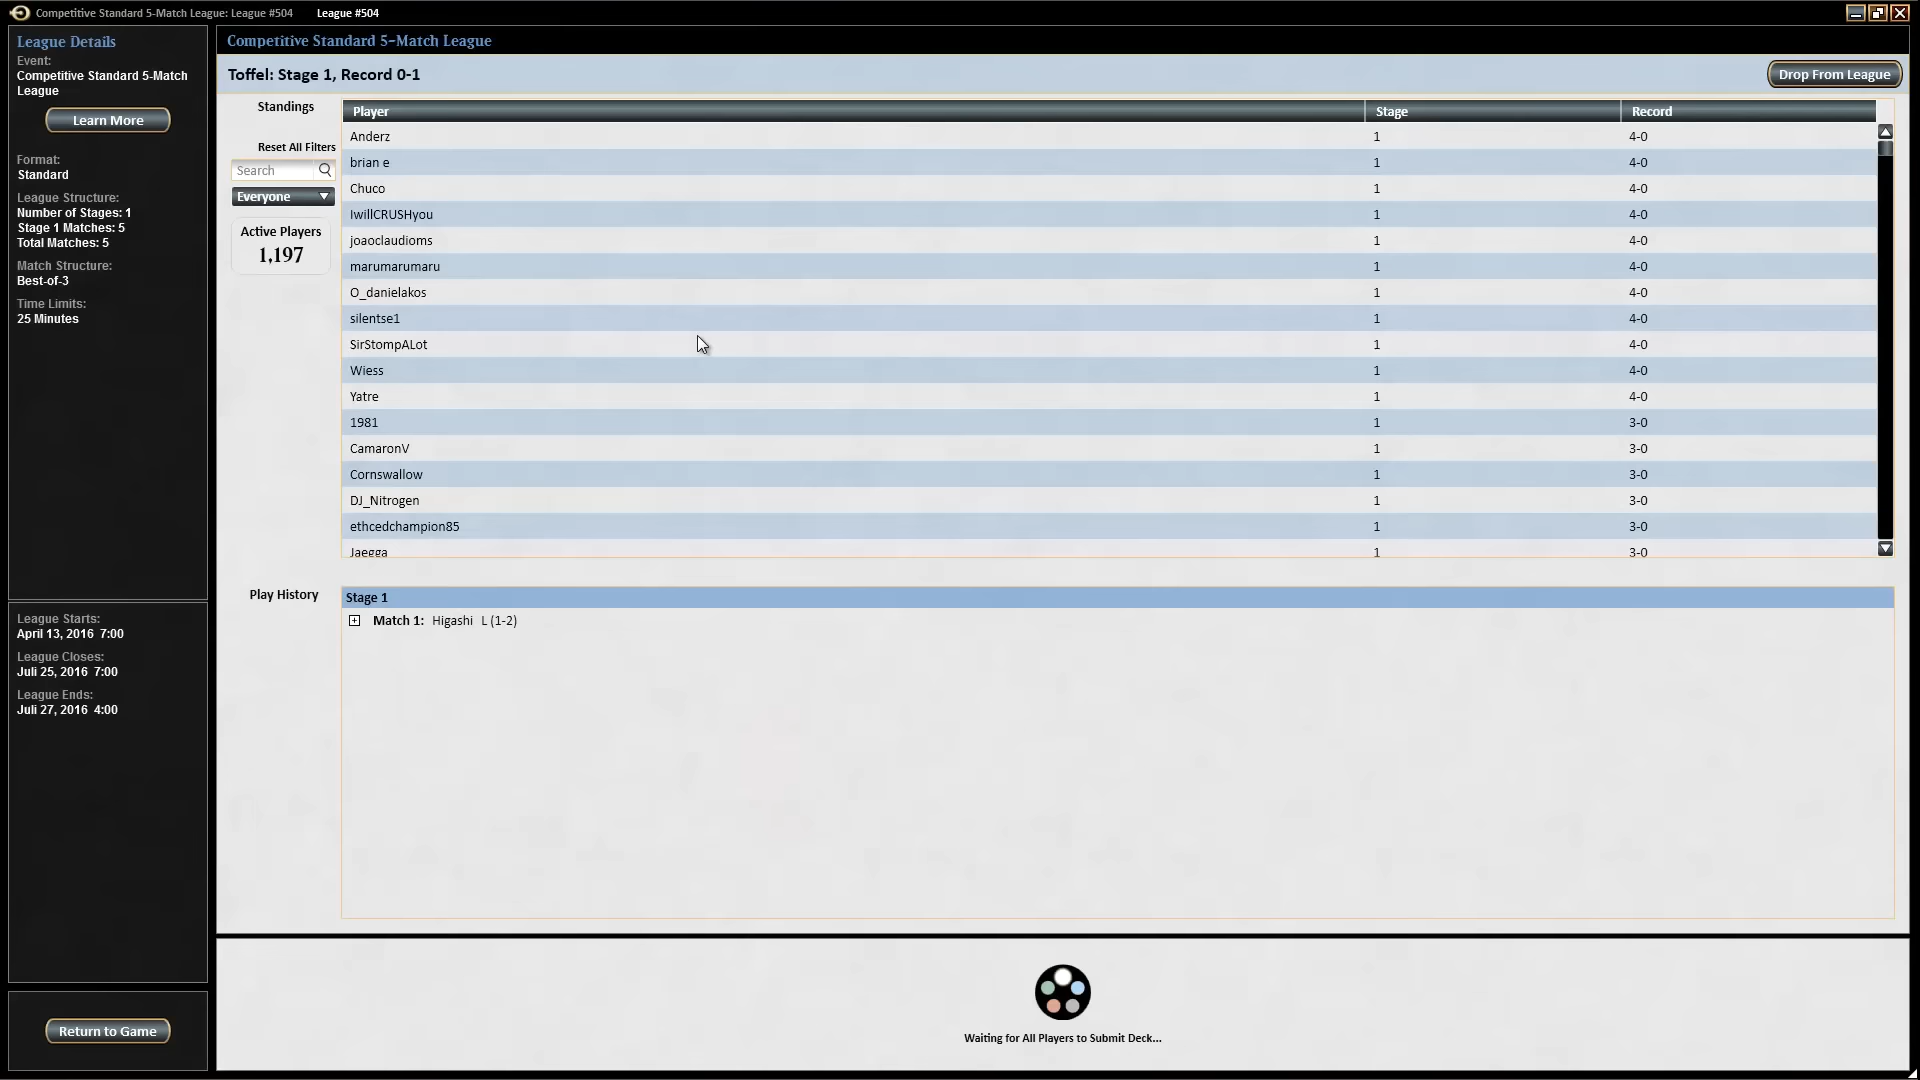 Competitive Standard 5-Match League: League #504 League #504
League Details
Event:
Competitive Standard 5-Match
League
Learn More
Format:
Standard
League Structure:
Number of Stages: 1
Stage 1 Matches: 5
Total Matches: 5
Match Structure:
Best-of-3
Time Limits:
25 Minutes
League Starts:
April 13, 2016 7:00
League Closes:
Juli 25, 2016 7:00
League Ends:
Juli 27, 2016 4:00
Return to Game
Competitive Standard 5-Match League
Toffel: Stage 1, Record 0-1
Drop From League
Standings
Reset All Filters
Search
Everyone
Active Players
1,197
Player Stage Record
Anderz 1 4-0
brian e 1 4-0
Chuco 1 4-0
IwillCRUSHyou 1 4-0
joaoclaudioms 1 4-0
marumarumaru 1 4-0
O_danielakos 1 4-0
silentse1 1 4-0
SirStompALot 1 4-0
Wiess 1 4-0
Yatre 1 4-0
1981 1 3-0
CamaronV 1 3-0
Cornswallow 1 3-0
DJ_Nitrogen 1 3-0
ethcedchampion85 1 3-0
Jaegga 1 3-0
Play History
Stage 1
Match 1: Higashi L (1-2)
Waiting for All Players to Submit Deck...